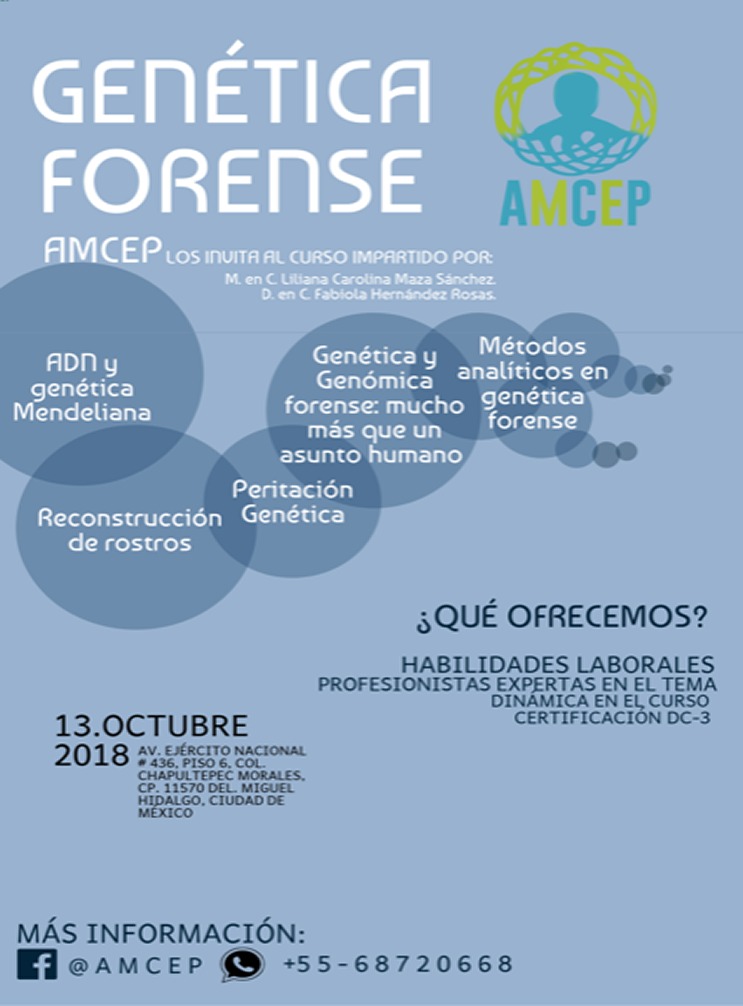 GENÉTICA
FORENSE
AMCEP
AMCEP LOS INVITA AL CURSO IMPARTIDO POR:
M. en C. Liliana Carolina Maza Sánchez.
D. en C. Fabiola Hernández Rosas.
ADN y
genética
Mendeliana
Genética y
Genómica
forense: mucho
más que un
asunto humano
Métodos
analíticos en
genética
forense
Reconstrucción
de rostros
Peritación
Genética
¿QUÉ OFRECEMOS?
HABILIDADES LABORALES
PROFESIONISTAS EXPERTAS EN EL TEMA
DINÁMICA EN EL CURSO
CERTIFICACIÓN DC-3
13.OCTUBRE
2018
AV. EJÉRCITO NACIONAL
# 436, PISO 6, COL.
CHAPULTEPEC MORALES,
CP. 11570 DEL. MIGUEL
HIDALGO, CIUDAD DE
MÉXICO
MÁS INFORMACIÓN:
@AMCEP +55-68720668